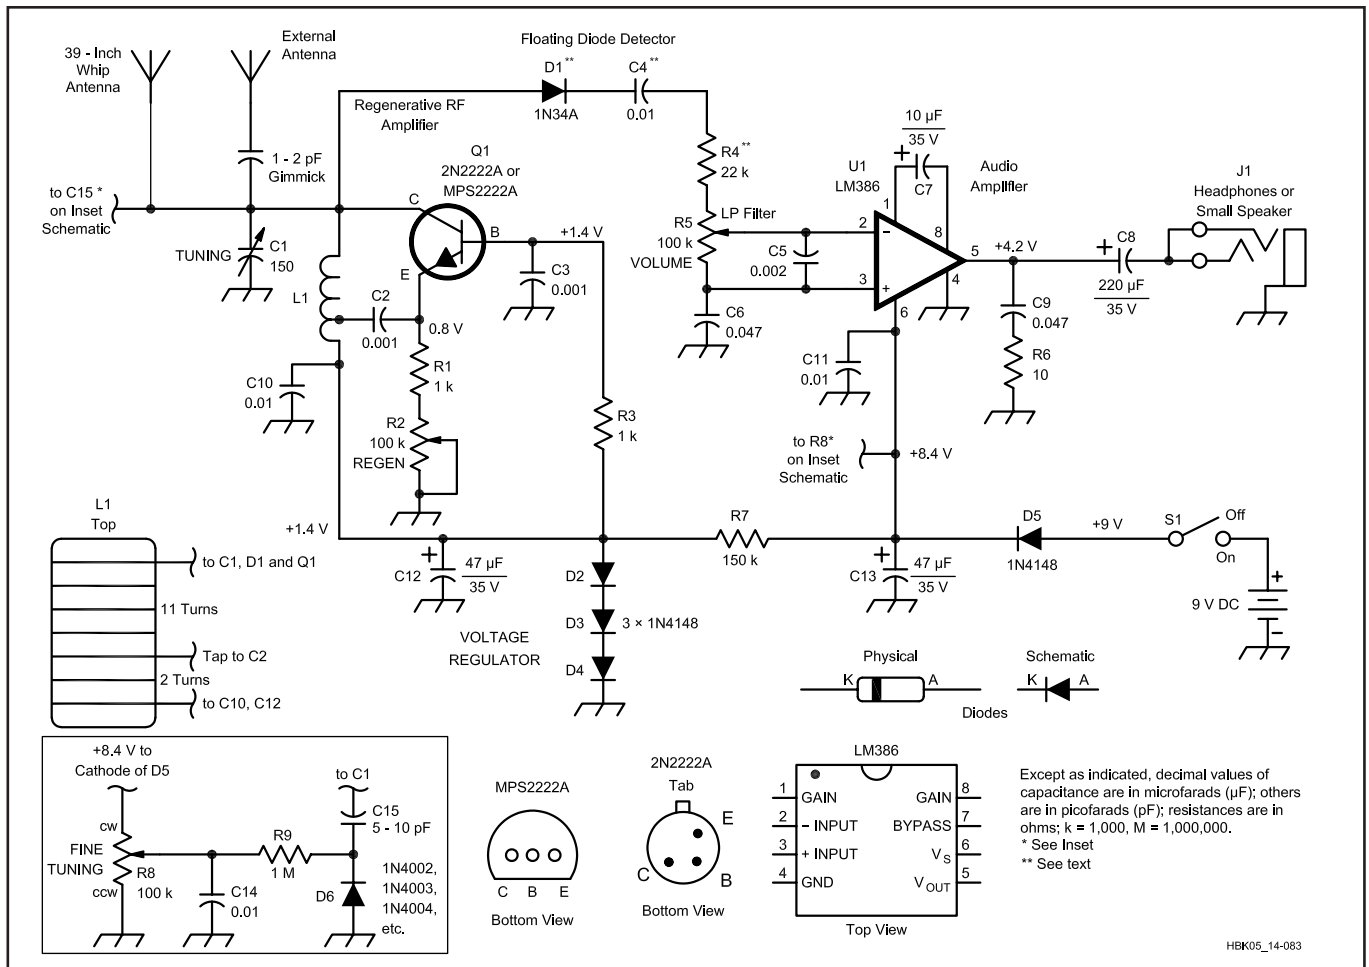 39 - Inch
Whip
Antenna
External
Antenna
Floating Diode Detector
D1**
1N34A
C4**
0.01
Regenerative RF
Amplifier
1 - 2 pF
Gimmick
Q1
2N2222A or
MPS2222A
C
B
E
+1.4 V
to C15 *
on Inset
Schematic
TUNING
C1
150
L1
C2
0.001
0.8 V
C3
0.001
R1
1 k
R2
100 k
REGEN
C10
0.01
R3
1 k
R4**
22 k
R5
100 k
VOLUME
LP Filter
C5
0.002
C6
0.047
U1
LM386
10 µF
35 V
+
C7
Audio
Amplifier
1
2
−
3
+
8
5
4
6
+4.2 V
+
C8
220 µF
35 V
J1
Headphones or
Small Speaker
C9
0.047
R6
10
C11
0.01
to R8*
on Inset
Schematic
+8.4 V
+1.4 V
R7
150 k
D5
1N4148
+9 V
S1
Off
On
+
C12
47 µF
35 V
+
C13
47 µF
35 V
+
9 V DC
−
D2
D3
3 × 1N4148
D4
VOLTAGE
REGULATOR
L1
Top
to C1, D1 and Q1
11 Turns
Tap to C2
2 Turns
to C10, C12
Physical
K
A
Schematic
K
A
Diodes
+8.4 V to
Cathode of D5
cw
FINE
TUNING
R8
100 k
ccw
C14
0.01
R9
1 M
to C1
C15
5 - 10 pF
D6
1N4002,
1N4003,
1N4004,
etc.
MPS2222A
C B E
Bottom View
2N2222A
Tab
E
C
B
Bottom View
LM386
1 GAIN
GAIN 8
2 − INPUT
BYPASS 7
3 + INPUT
VS 6
4 GND
VOUT 5
Top View
Except as indicated, decimal values of
capacitance are in microfarads (µF); others
are in picofarads (pF); resistances are in
ohms; k = 1,000, M = 1,000,000.
* See Inset
** See text
HBK05_14-083